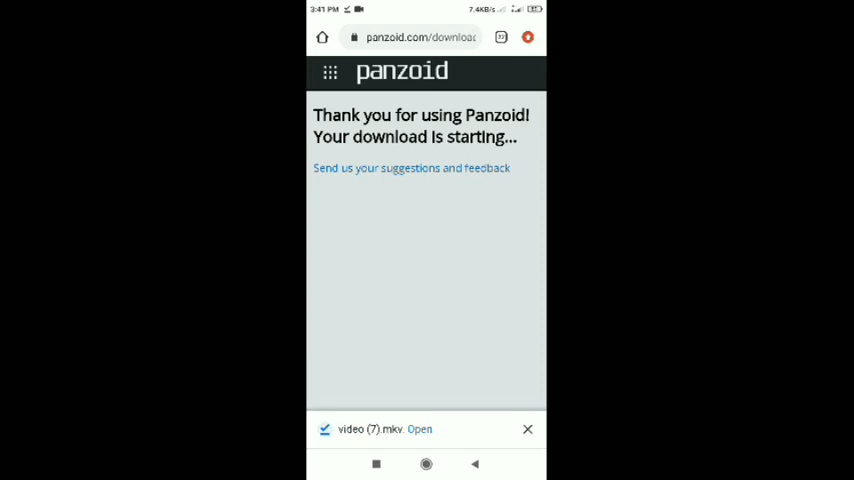 3:41 PM 7.4KB/s
panzoid.com/downloac
panzoid
Thank you for using Panzoid!
Your download is starting...
Send us your suggestions and feedback
video (7).mkv. Open